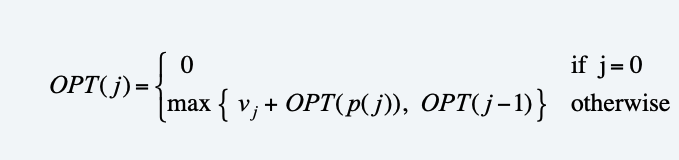 0 if j = 0
OPT(j) = {
max { v_j + OPT(p(j)), OPT(j−1) } otherwise